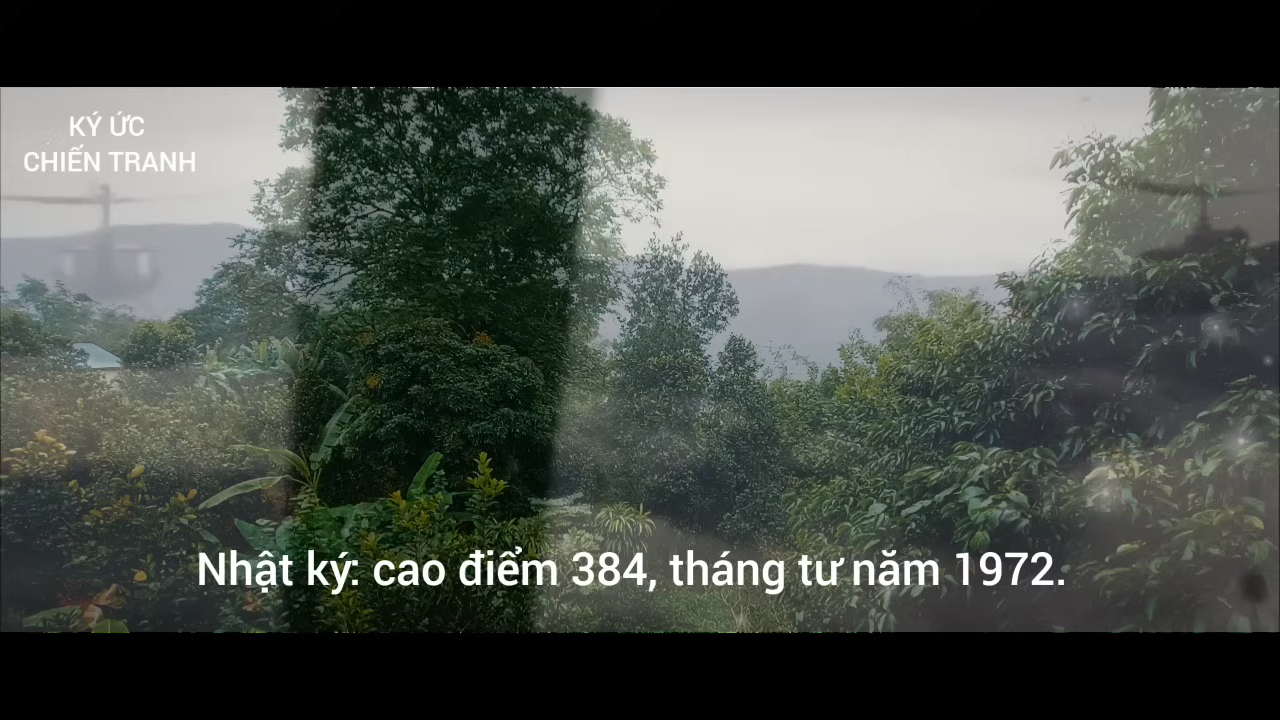 KÝ ỨC
CHIẾN TRANH
Nhật ký: cao điểm 384, tháng tư năm 1972.